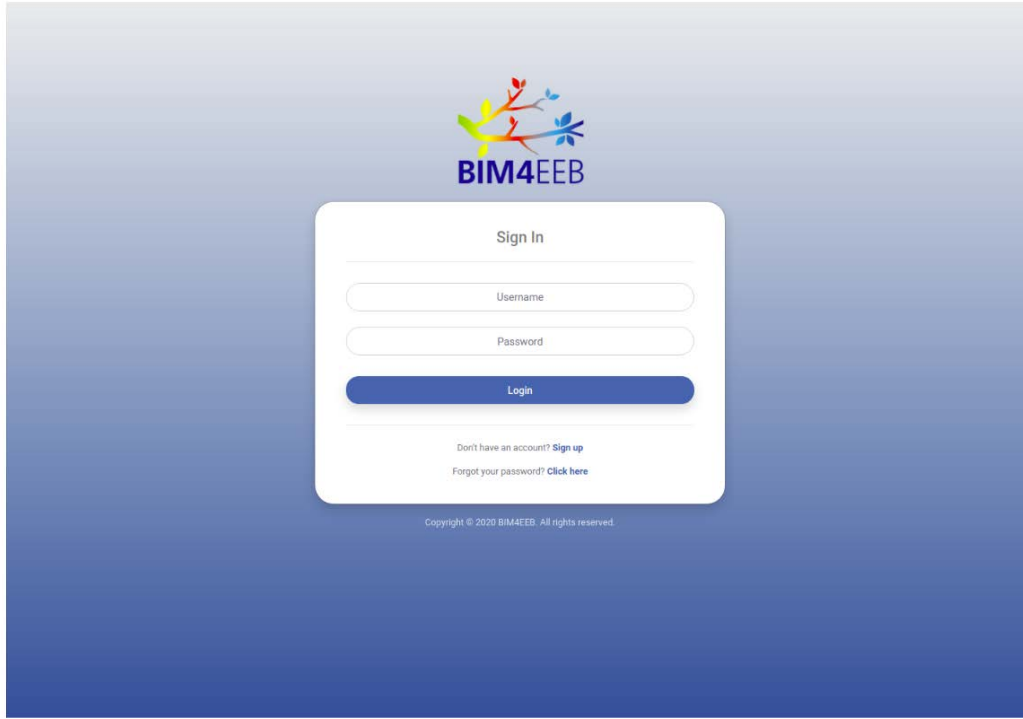 BIM4EEB
Sign In
Username
Password
Login
Don't have an account? Sign up
Forgot your password? Click here
Copyright © 2020 BIM4EEB. All rights reserved.